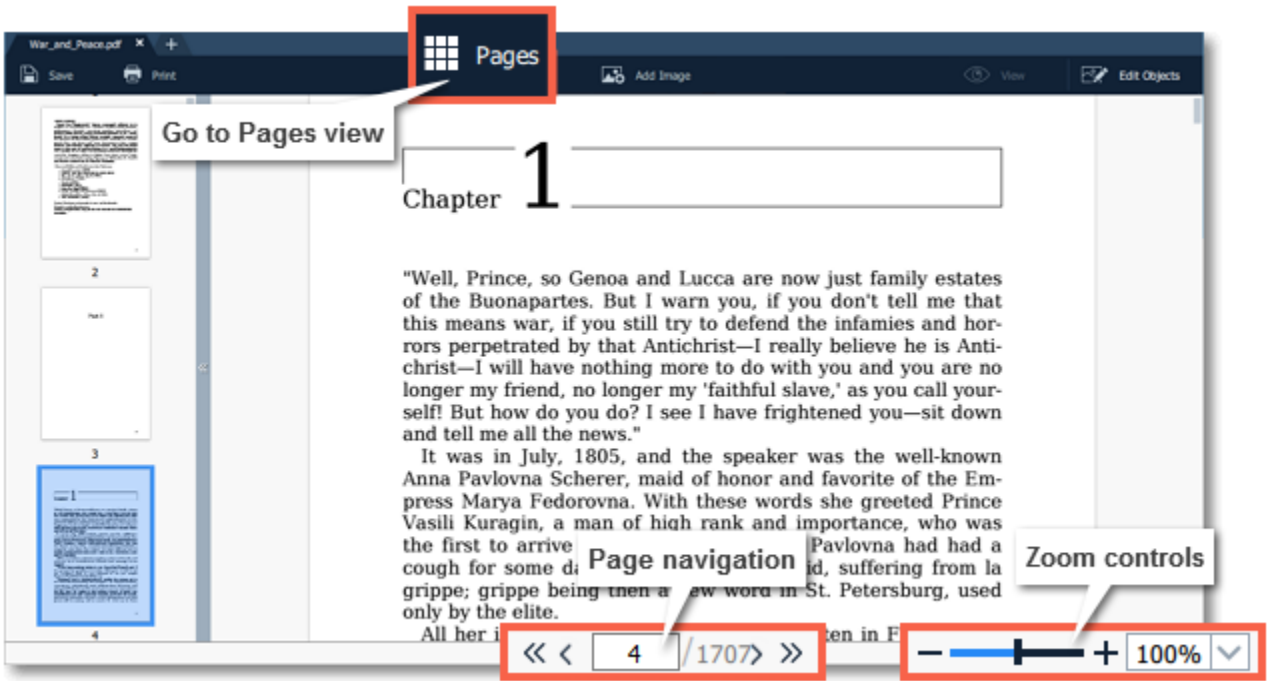 War_and_Peace.pdf × +
Save Print Pages Add Image View Edit Objects
Go to Pages view
2
3
4
Chapter 1
"Well, Prince, so Genoa and Lucca are now just family estates
of the Buonapartes. But I warn you, if you don't tell me that
this means war, if you still try to defend the infamies and hor-
rors perpetrated by that Antichrist—I really believe he is Anti-
christ—I will have nothing more to do with you and you are no
longer my friend, no longer my 'faithful slave,' as you call your-
self! But how do you do? I see I have frightened you—sit down
and tell me all the news."
It was in July, 1805, and the speaker was the well-known
Anna Pavlovna Scherer, maid of honor and favorite of the Em-
press Marya Fedorovna. With these words she greeted Prince
Vasili Kuragin, a man of high rank and importance, who was
the first to arrive Pavlovna had had a
cough for some suffering from la
grippe; grippe being then a new word in St. Petersburg, used
only by the elite.
All her
Page navigation
Zoom controls
4 / 1707
100%